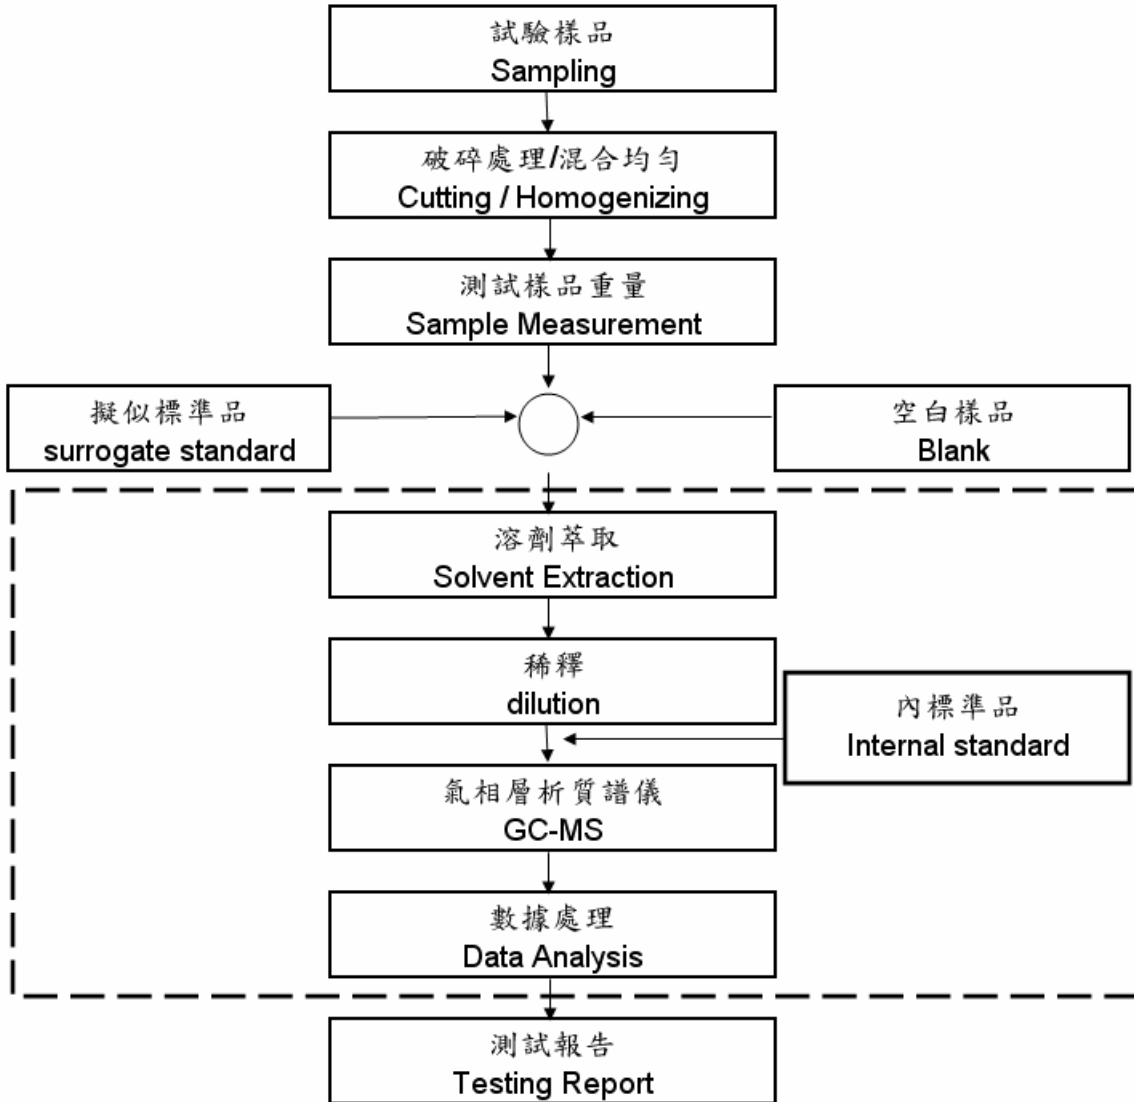 試驗樣品
Sampling
破碎處理/混合均勻
Cutting / Homogenizing
測試樣品重量
Sample Measurement
擬似標準品
surrogate standard
空白樣品
Blank
溶劑萃取
Solvent Extraction
稀釋
dilution
內標準品
Internal standard
氣相層析質譜儀
GC-MS
數據處理
Data Analysis
測試報告
Testing Report